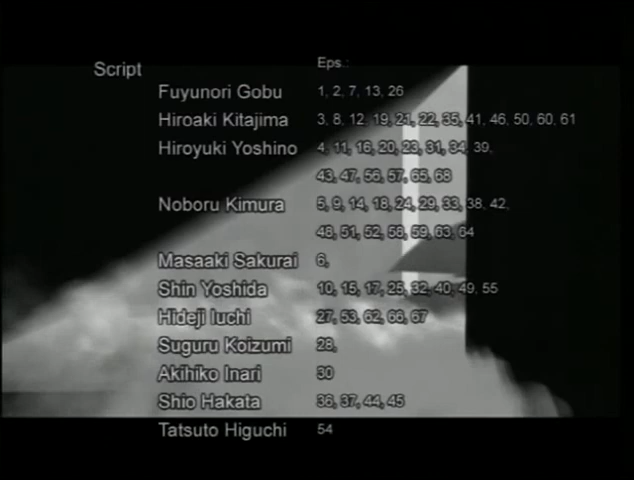 Script Eps.:
Fuyunori Gobu 1, 2, 7, 13, 26
Hiroaki Kitajima 3, 8, 12, 19, 21, 22, 35, 41, 46, 50, 60, 61
Hiroyuki Yoshino 4, 11, 16, 20, 23, 31, 34, 39,
43, 47, 56, 57, 65, 68
Noboru Kimura 5, 9, 14, 18, 24, 29, 33, 38, 42,
48, 51, 52, 58, 59, 63, 64
Masaaki Sakurai 6,
Shin Yoshida 10, 15, 17, 25, 32, 40, 49, 55
Hideji Iuchi 27, 53, 62, 66, 67
Suguru Koizumi 28,
Akihiko Inari 30
Shio Hakata 36, 37, 44, 45
Tatsuto Higuchi 54